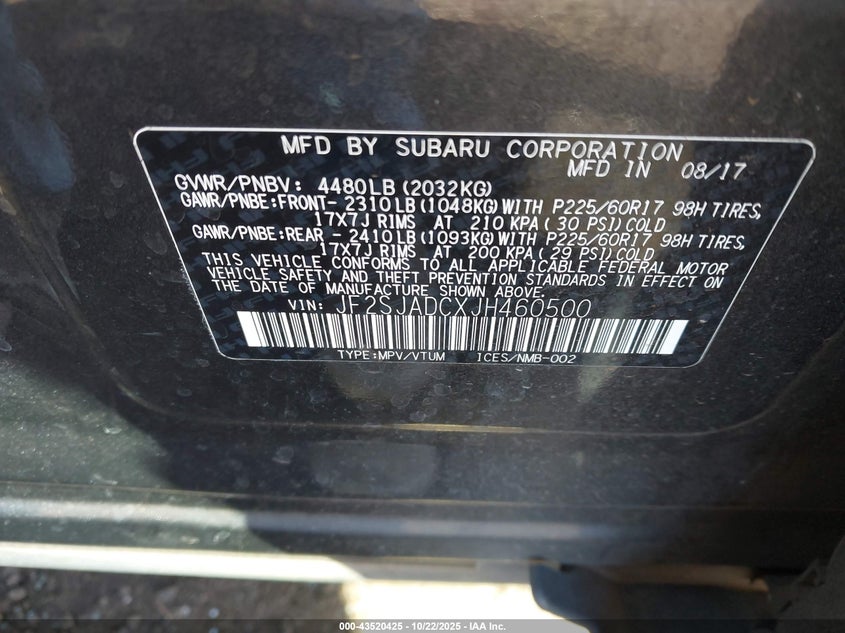 MFD BY SUBARU CORPORATION
MFD IN 08/17
GVWR/PNBV: 4480LB(2032KG)
GAWR/PNBE:FRONT- 2310LB(1048KG)WITH P225/60R17 98H TIRES,
17X7J RIMS AT 210 KPA(30 PSI)COLD
GAWR/PNBE:REAR - 2410LB(1093KG)WITH P225/60R17 98H TIRES,
17X7J RIMS AT 200 KPA(29 PSI)COLD
THIS VEHICLE CONFORMS TO ALL APPLICABLE FEDERAL MOTOR
VEHICLE SAFETY AND THEFT PREVENTION STANDARDS IN EFFECT ON
THE DATE OF MANUFACTURE SHOWN ABOVE.
VIN: JF2SJADCXJH460500
TYPE:MPV/VTUM ICES/NMB-002
000-43520425 - 10/22/2025 - IAA Inc.